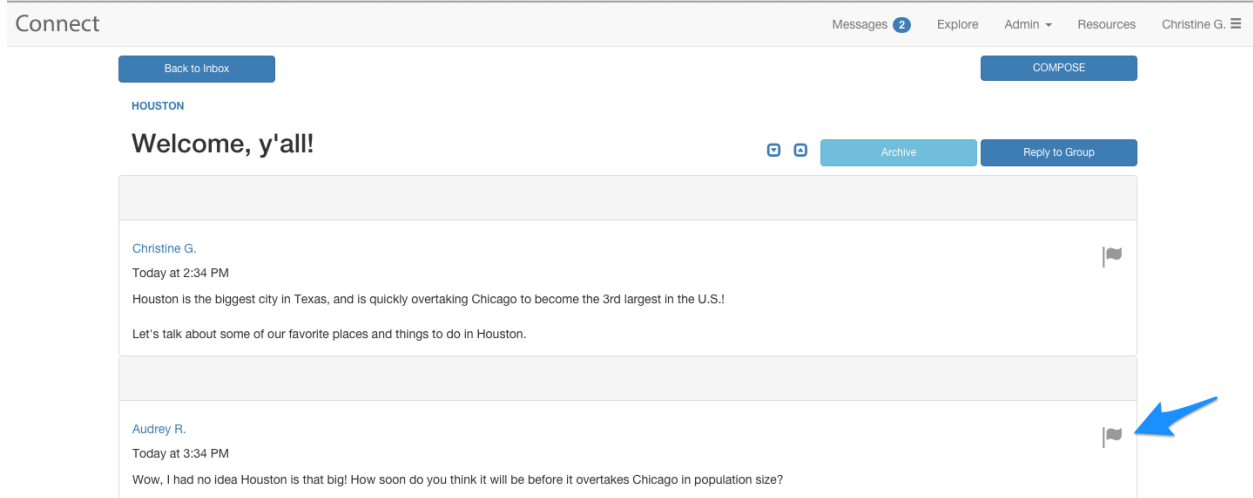 Connect
Messages 2 Explore Admin Resources Christine G.
Back to Inbox
COMPOSE
HOUSTON
Welcome, y'all!
Archive
Reply to Group
Christine G.
Today at 2:34 PM
Houston is the biggest city in Texas, and is quickly overtaking Chicago to become the 3rd largest in the U.S.!
Let's talk about some of our favorite places and things to do in Houston.
Audrey R.
Today at 3:34 PM
Wow, I had no idea Houston is that big! How soon do you think it will be before it overtakes Chicago in population size?